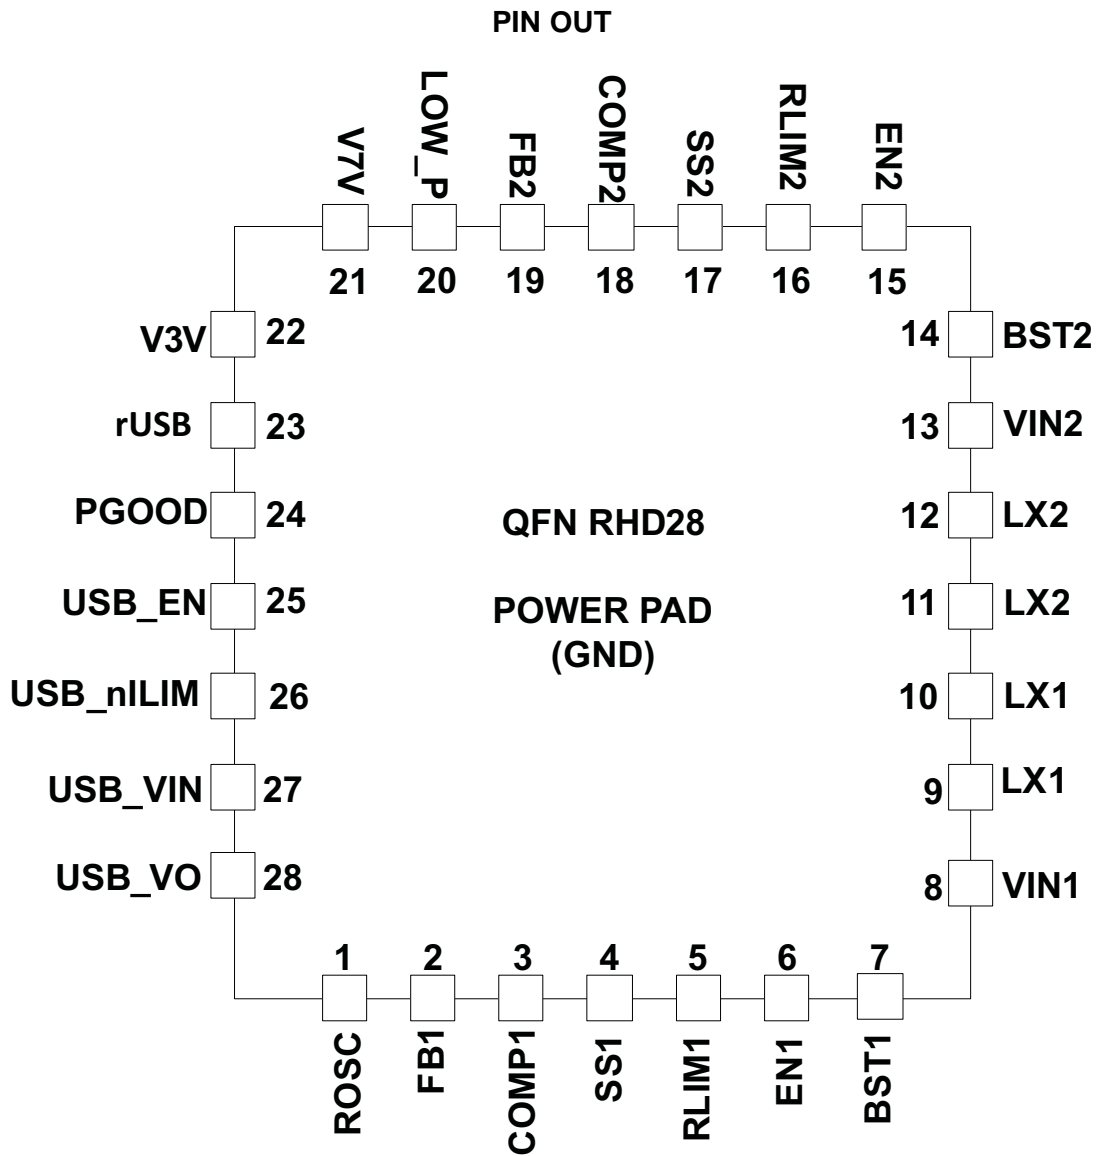 PIN OUT
V7V
LOW_P
FB2
COMP2
SS2
RLIM2
EN2
21
20
19
18
17
16
15
V3V 22
14 BST2
rUSB 23
13 VIN2
PGOOD 24
12 LX2
QFN RHD28
USB_EN 25
11 LX2
POWER PAD
(GND)
USB_nILIM 26
10 LX1
USB_VIN 27
9 LX1
USB_VO 28
8 VIN1
1
2
3
4
5
6
7
ROSC
FB1
COMP1
SS1
RLIM1
EN1
BST1